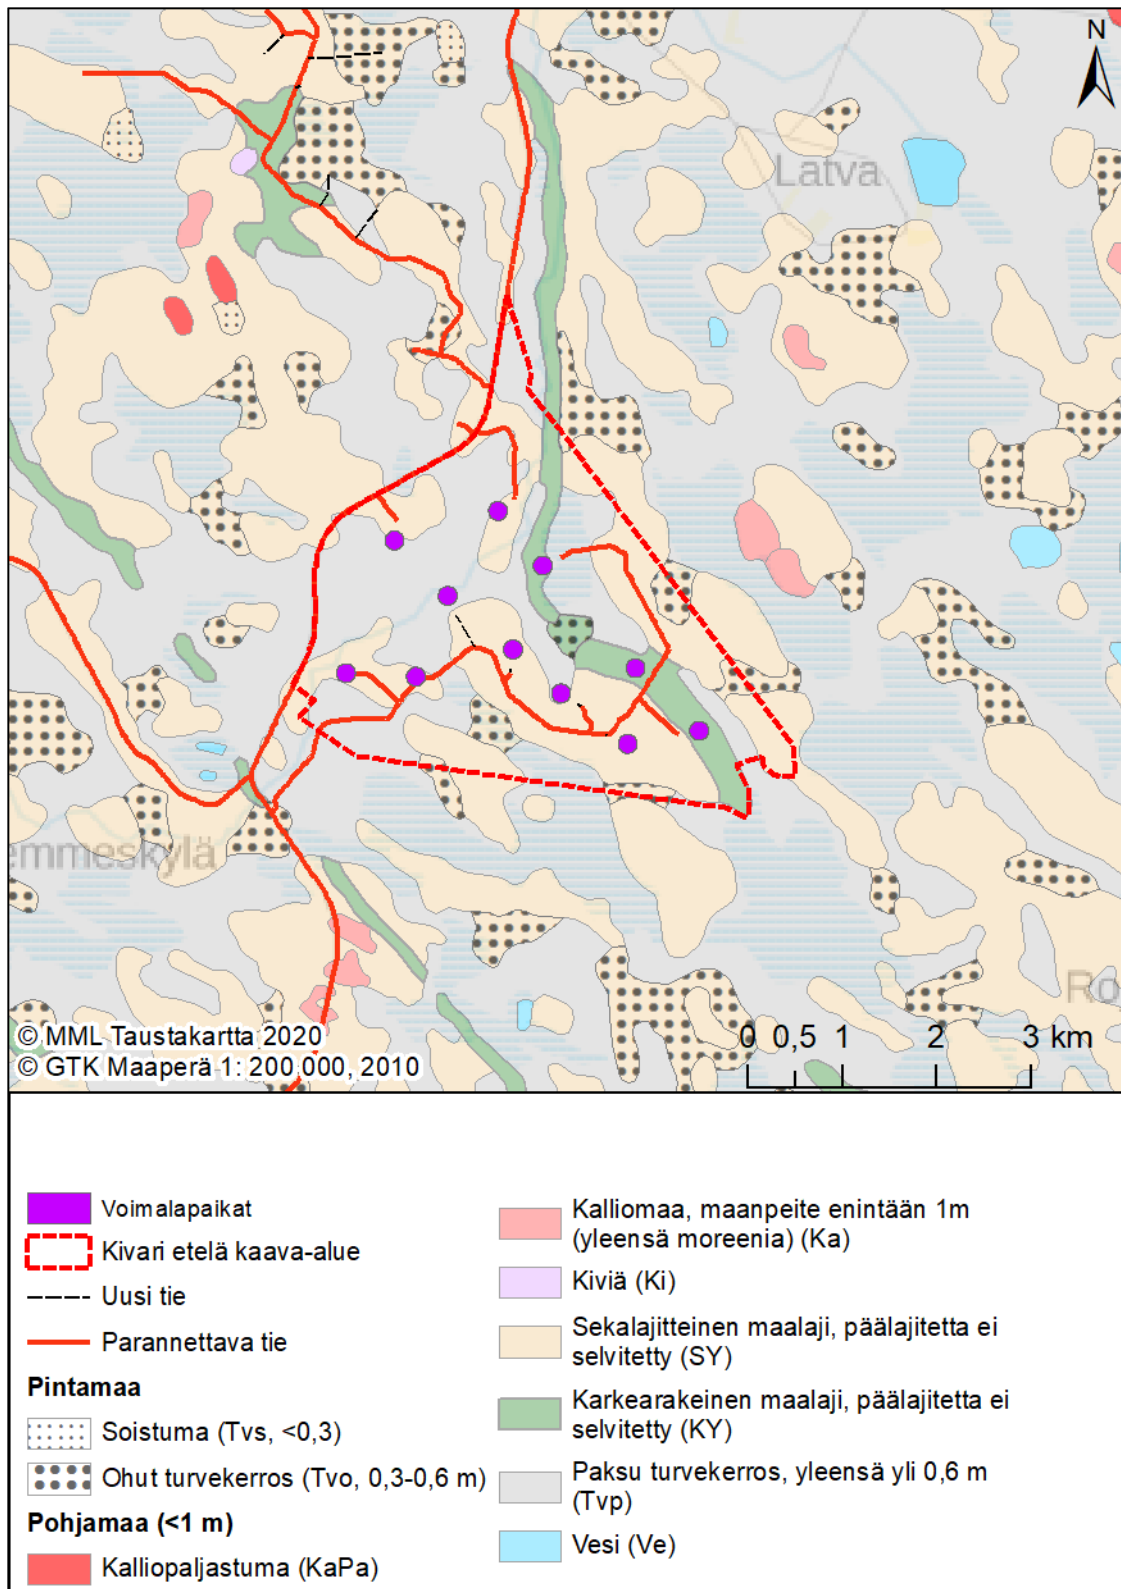 N
Latva
emmeskylä
Ro
© MML Taustakartta 2020
© GTK Maaperä 1: 200 000, 2010
0 0,5 1 2 3 km
Voimalapaikat
Kivari etelä kaava-alue
Uusi tie
Parannettava tie
Pintamaa
Soistuma (Tvs, <0,3)
Ohut turvekerros (Tvo, 0,3-0,6 m)
Pohjamaa (<1 m)
Kalliopaljastuma (KaPa)
Kalliomaa, maanpeite enintään 1m
(yleensä moreenia) (Ka)
Kiviä (Ki)
Sekalajitteinen maalaji, päälajitetta ei
selvitetty (SY)
Karkearakeinen maalaji, päälajitetta ei
selvitetty (KY)
Paksu turvekerros, yleensä yli 0,6 m
(Tvp)
Vesi (Ve)